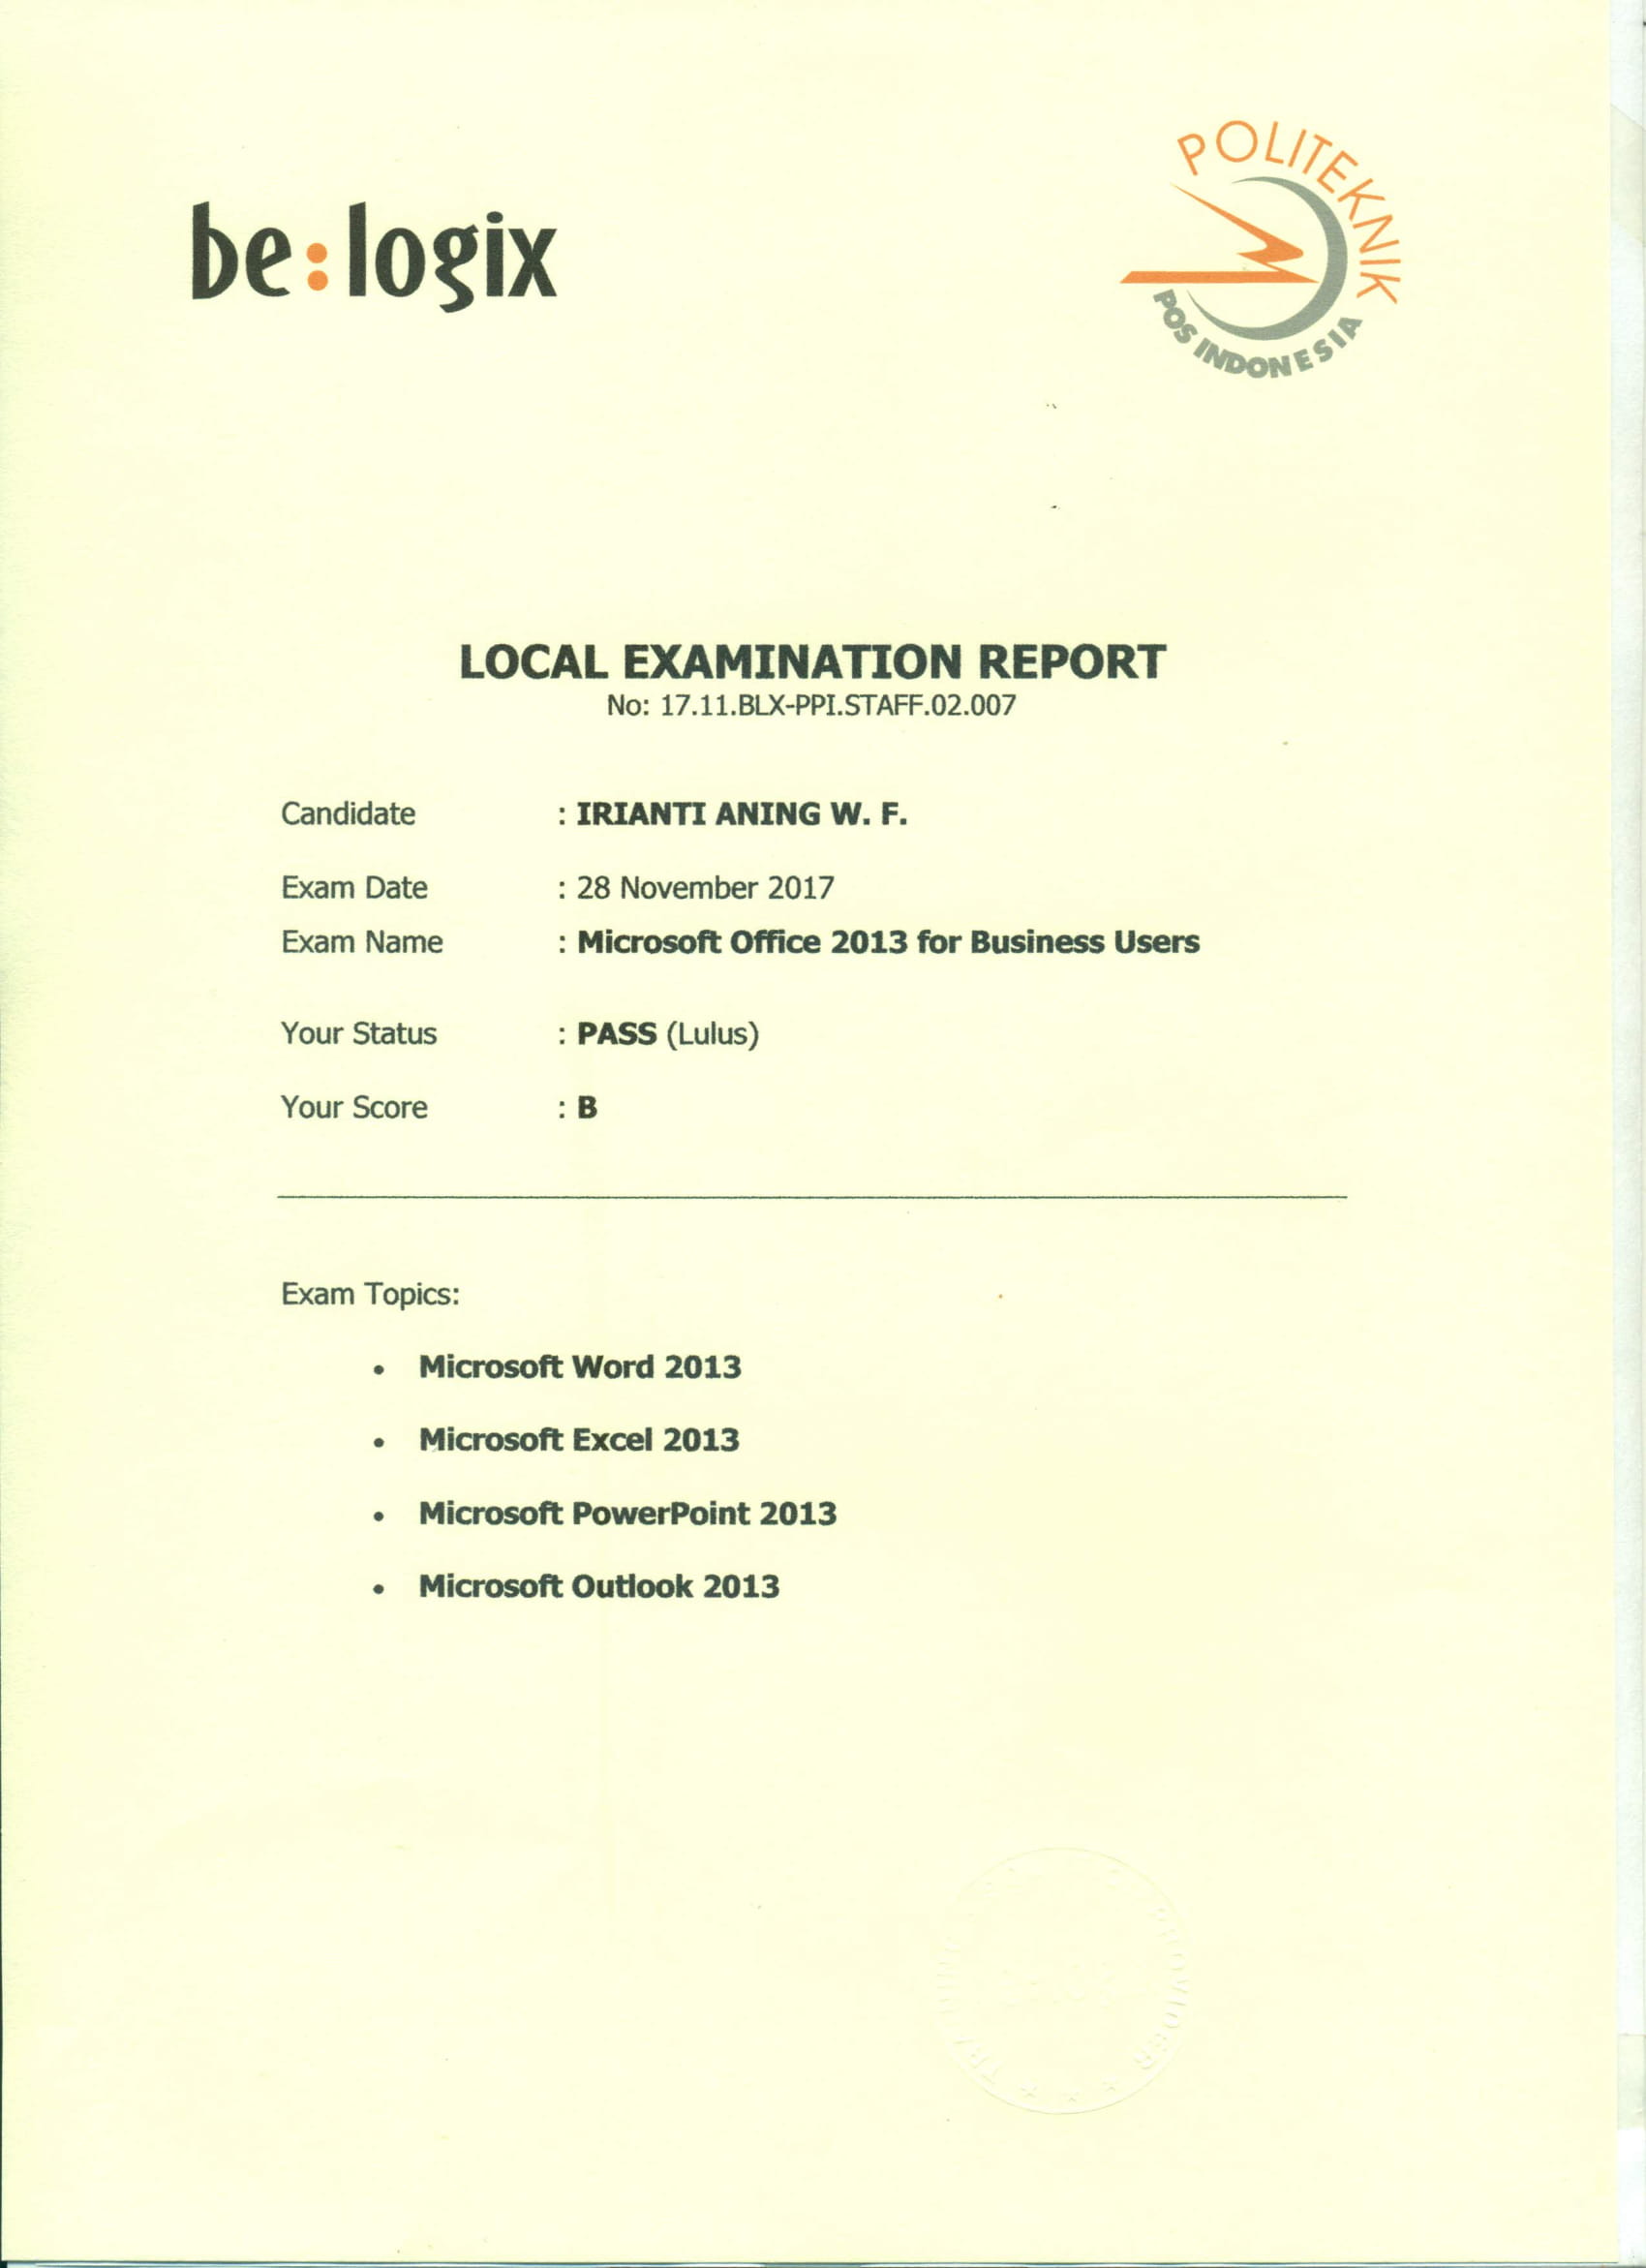 be:logix
POLITEKNIK
POS INDONESIA
LOCAL EXAMINATION REPORT
No: 17.11.BLX-PPI.STAFF.02.007
Candidate : IRIANTI ANING W. F.
Exam Date : 28 November 2017
Exam Name : Microsoft Office 2013 for Business Users
Your Status : PASS (Lulus)
Your Score : B
Exam Topics:
• Microsoft Word 2013
• Microsoft Excel 2013
• Microsoft PowerPoint 2013
• Microsoft Outlook 2013